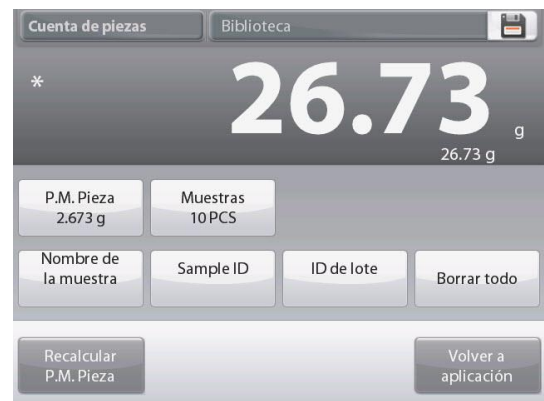 Cuenta de piezas
Biblioteca
*
26.73 g
26.73 g
P.M. Pieza
2.673 g
Muestras
10 PCS
Nombre de
la muestra
Sample ID
ID de lote
Borrar todo
Recalcular
P.M. Pieza
Volver a
aplicación